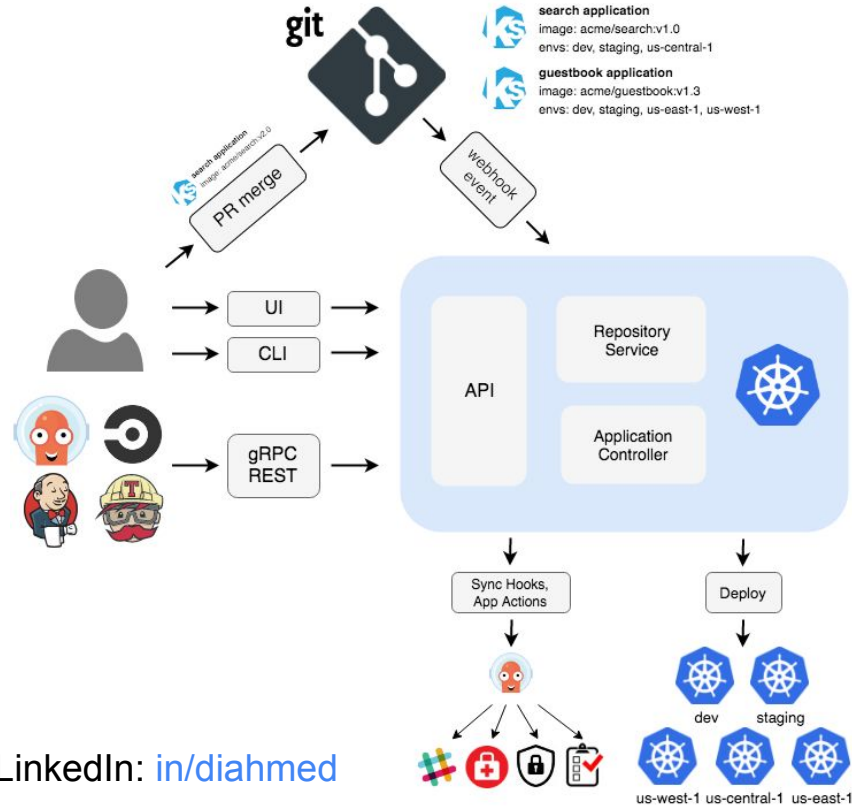 git
search application
image: acme/search:v1.0
envs: dev, staging, us-central-1
guestbook application
image: acme/guestbook:v1.3
envs: dev, staging, us-east-1, us-west-1
search application
image: acme/search:v2.0
PR merge
webhook
event
UI
CLI
gRPC
REST
API
Repository
Service
Application
Controller
Sync Hooks,
App Actions
Deploy
dev
staging
us-west-1
us-central-1
us-east-1
LinkedIn: in/diahmed
KS
KS
KS
T